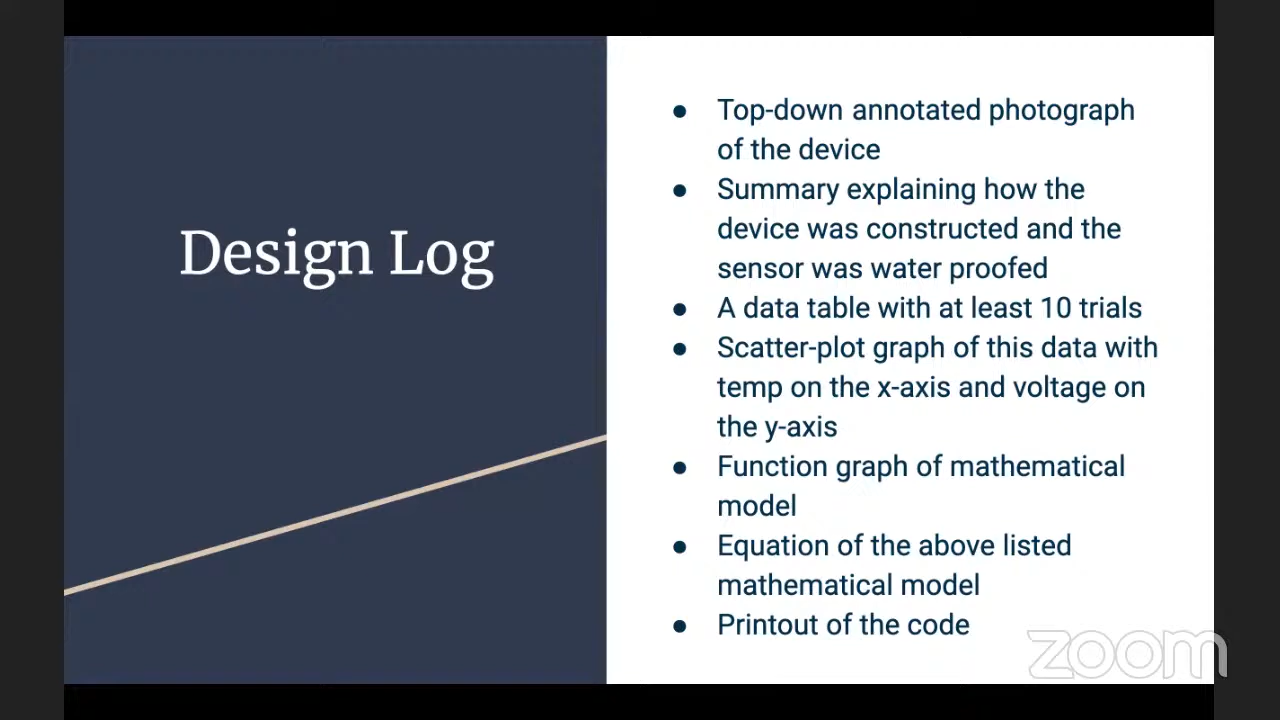 Design Log
● Top-down annotated photograph
of the device
● Summary explaining how the
device was constructed and the
sensor was water proofed
● A data table with at least 10 trials
● Scatter-plot graph of this data with
temp on the x-axis and voltage on
the y-axis
● Function graph of mathematical
model
● Equation of the above listed
mathematical model
● Printout of the code
zoom